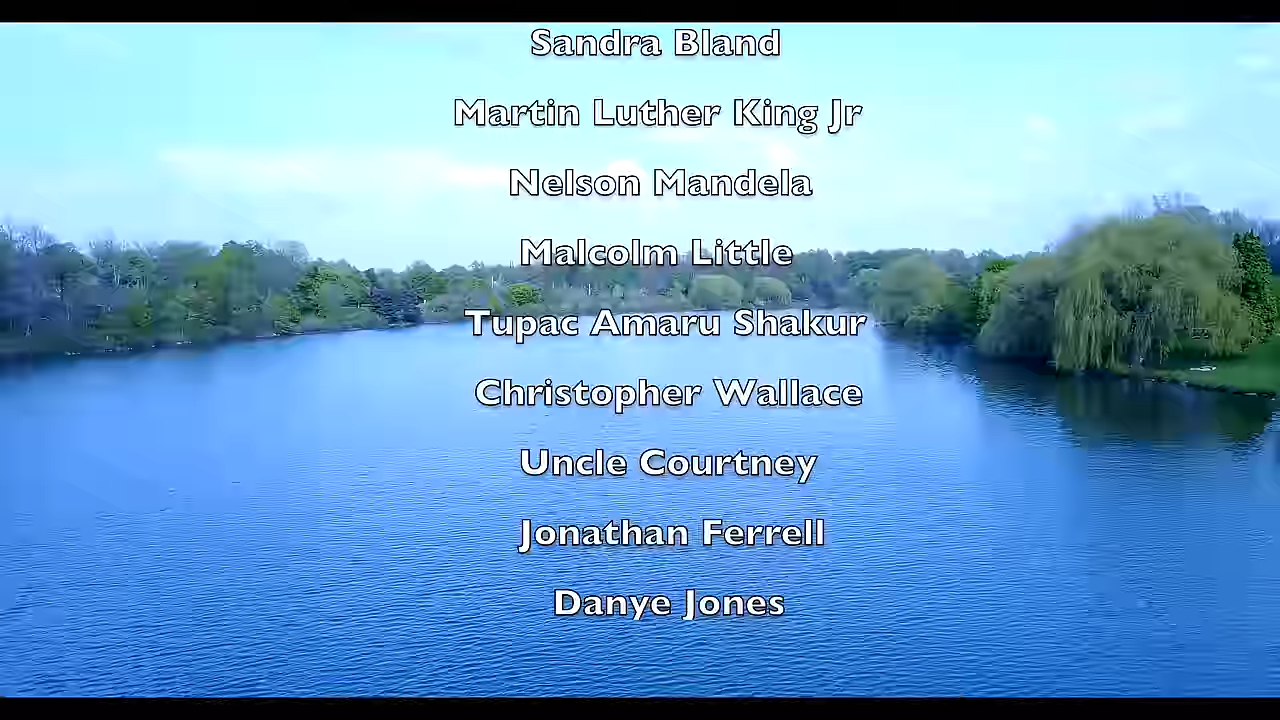 Sandra Bland
Martin Luther King Jr
Nelson Mandela
Malcolm Little
Tupac Amaru Shakur
Christopher Wallace
Uncle Courtney
Jonathan Ferrell
Danye Jones